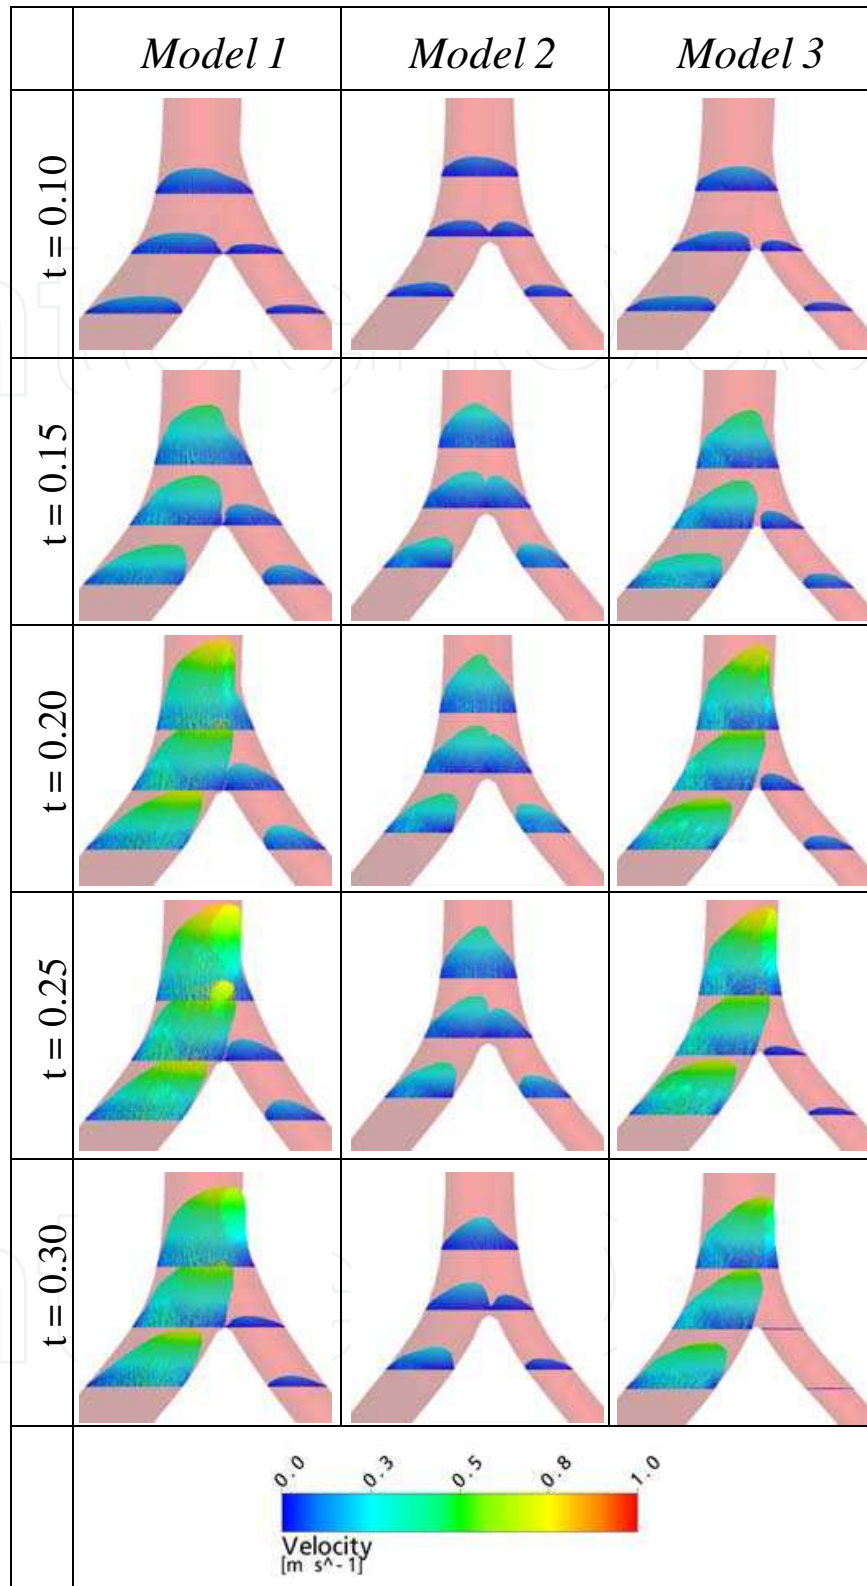 Model 1 Model 2 Model 3
t = 0.10
t = 0.15
t = 0.20
t = 0.25
t = 0.30
0.0 0.3 0.5 0.8 1.0
Velocity
[m s^-1]